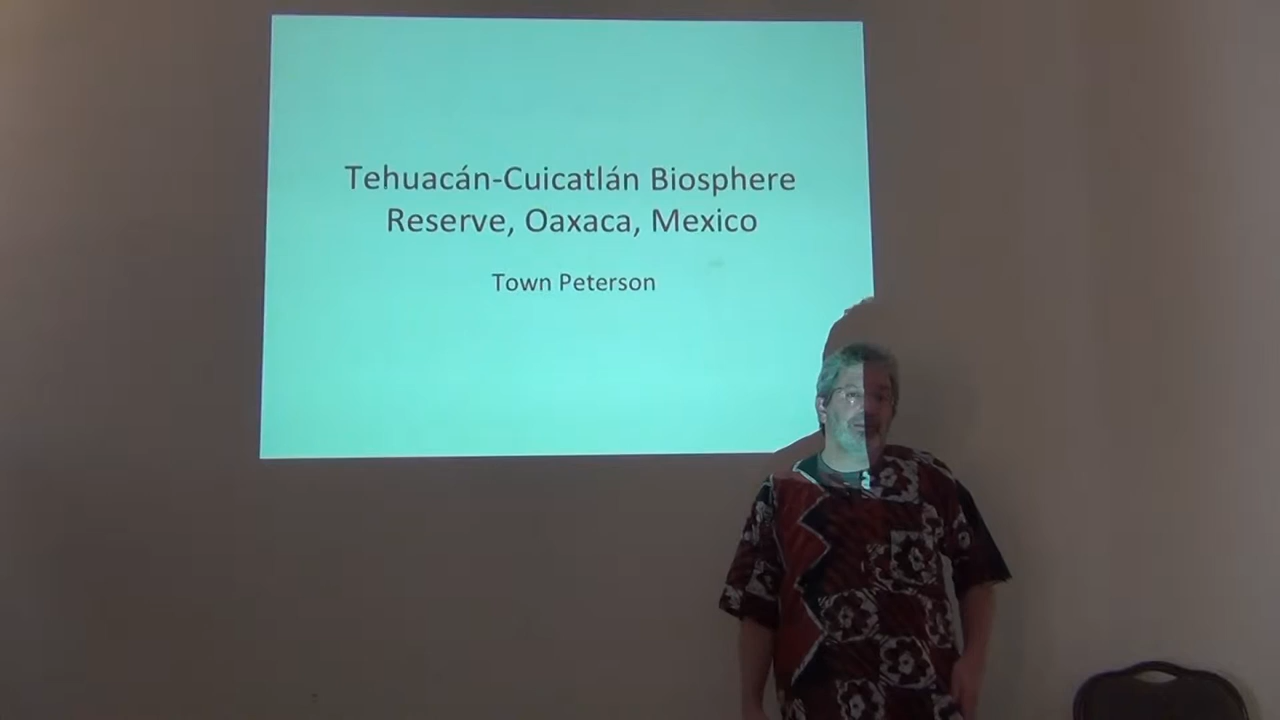 Tehuacán-Cuicatlán Biosphere
Reserve, Oaxaca, Mexico
Town Peterson